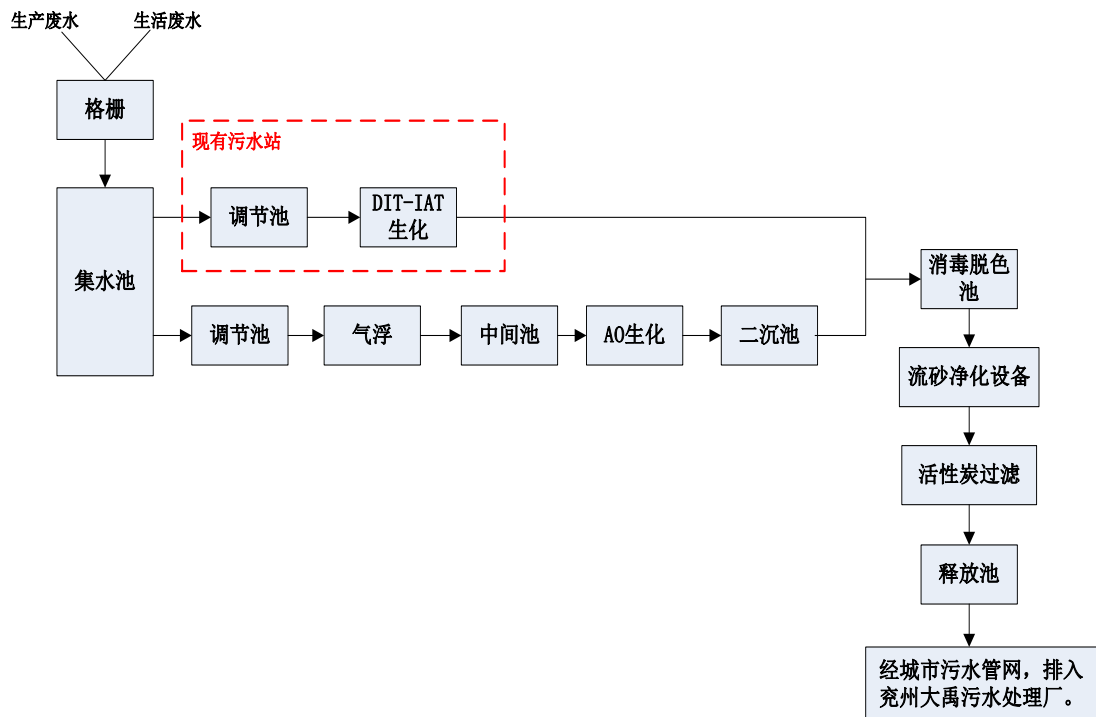 生产废水
生活废水
格栅
现有污水站
调节池
DIT-IAT
生化
集水池
调节池
气浮
中间池
AO生化
二沉池
消毒脱色
池
流砂净化设备
活性炭过滤
释放池
经城市污水管网，排入
兖州大禹污水处理厂。